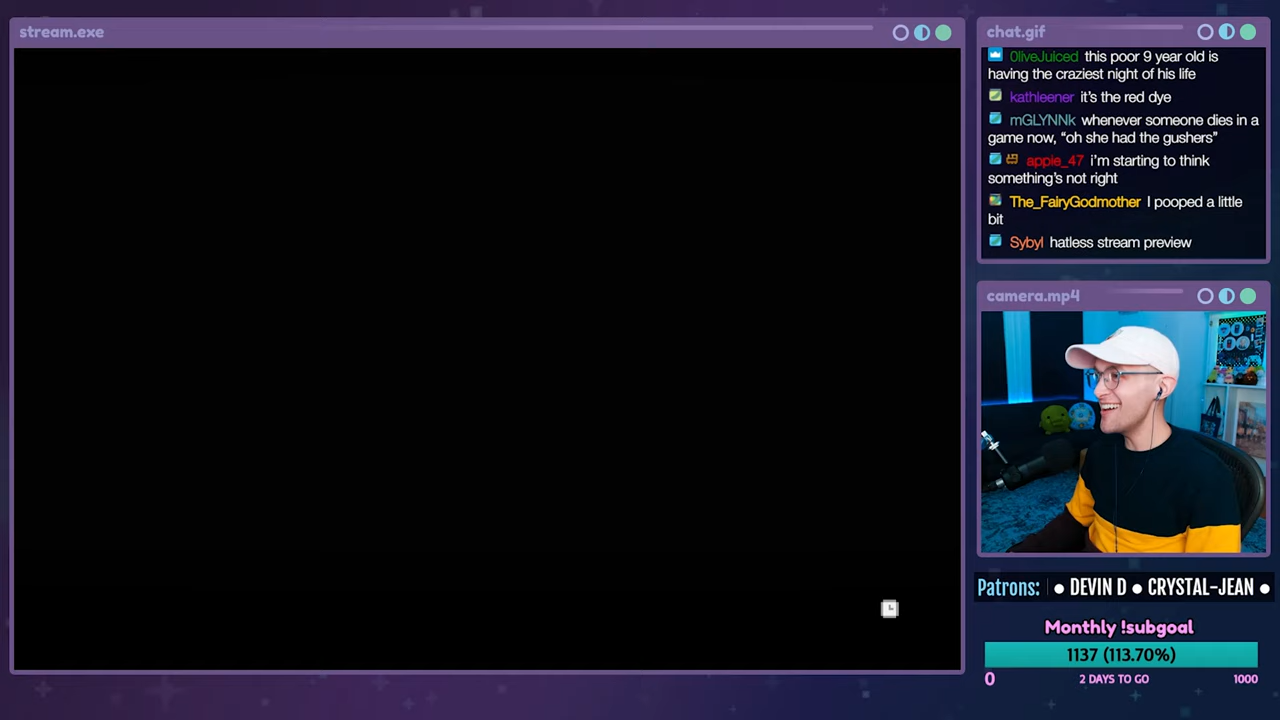 stream.exe
chat.gif
0liveJuiced this poor 9 year old is
having the craziest night of his life
kathleener it's the red dye
mGLYNNk whenever someone dies in a
game now, “oh she had the gushers”
apple_47 i'm starting to think
something's not right
The_FairyGodmother I pooped a little
bit
Sybyl hatless stream preview
camera.mp4
Patrons: ● DEVIN D ● CRYSTAL-JEAN ●
Monthly !subgoal
1137 (113.70%)
0 2 DAYS TO GO 1000